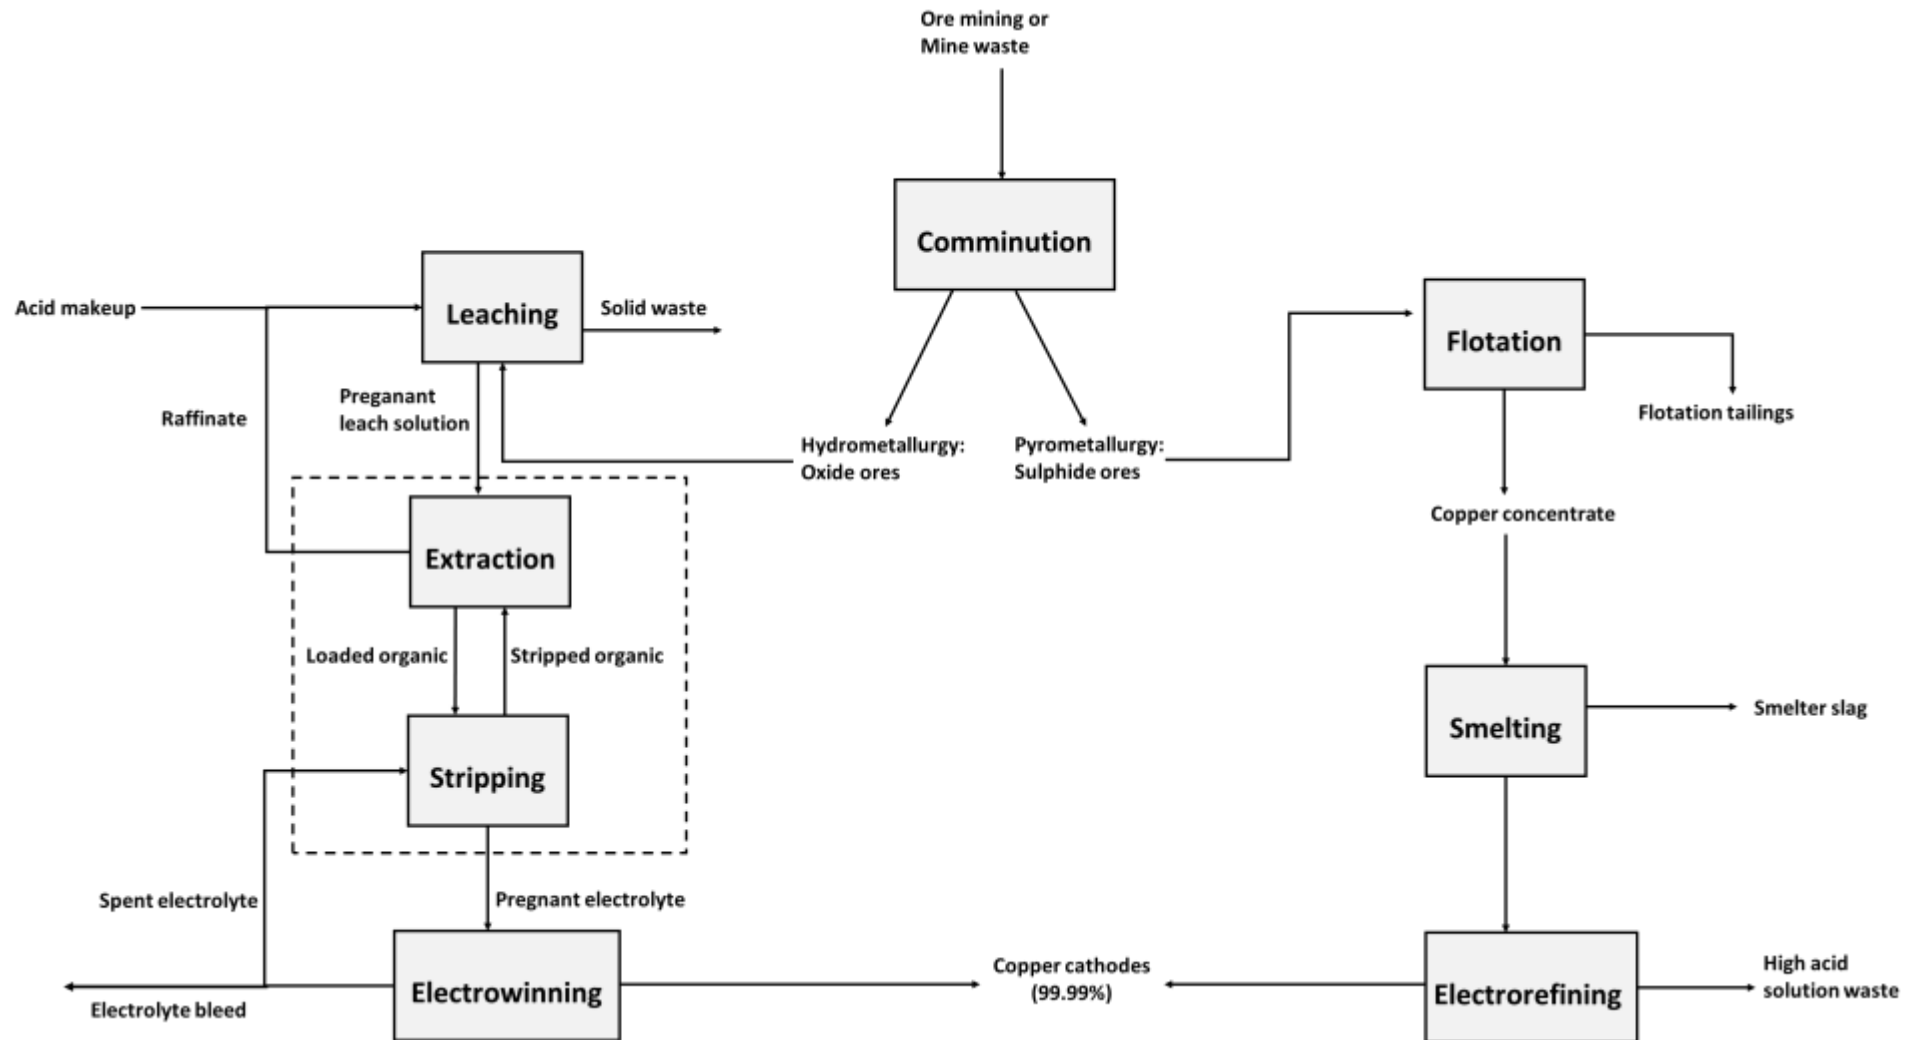 Ore mining or
Mine waste
Comminution
Leaching
Acid makeup
Solid waste
Flotation
Preganant
leach solution
Raffinate
Flotation tailings
Hydrometallurgy:
Oxide ores
Pyrometallurgy:
Sulphide ores
Copper concentrate
Extraction
Loaded organic
Stripped organic
Smelting
Smelter slag
Stripping
Spent electrolyte
Pregnant electrolyte
Electrowinning
Electrolyte bleed
Copper cathodes
(99.99%)
Electrorefining
High acid
solution waste